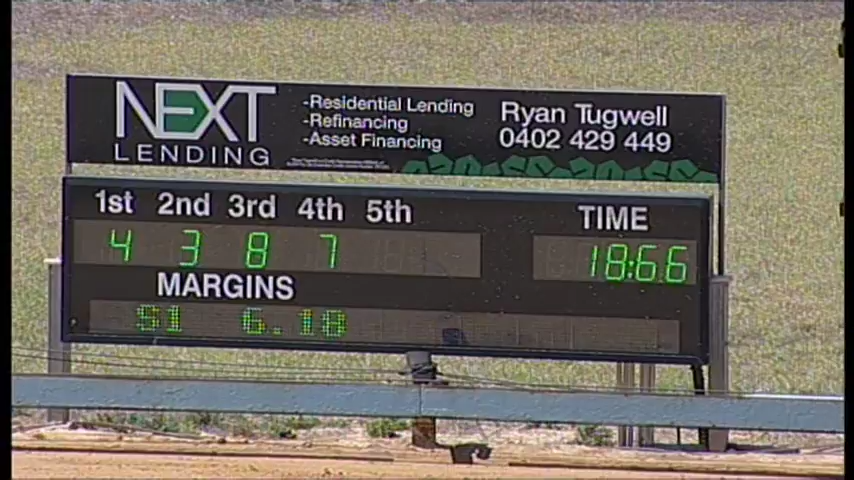 NEXT
LENDING
-Residential Lending
-Refinancing
-Asset Financing
Ryan Tugwell
0402 429 449
1st 2nd 3rd 4th 5th TIME
4 3 8 7 18:66
MARGINS
S1 6.18